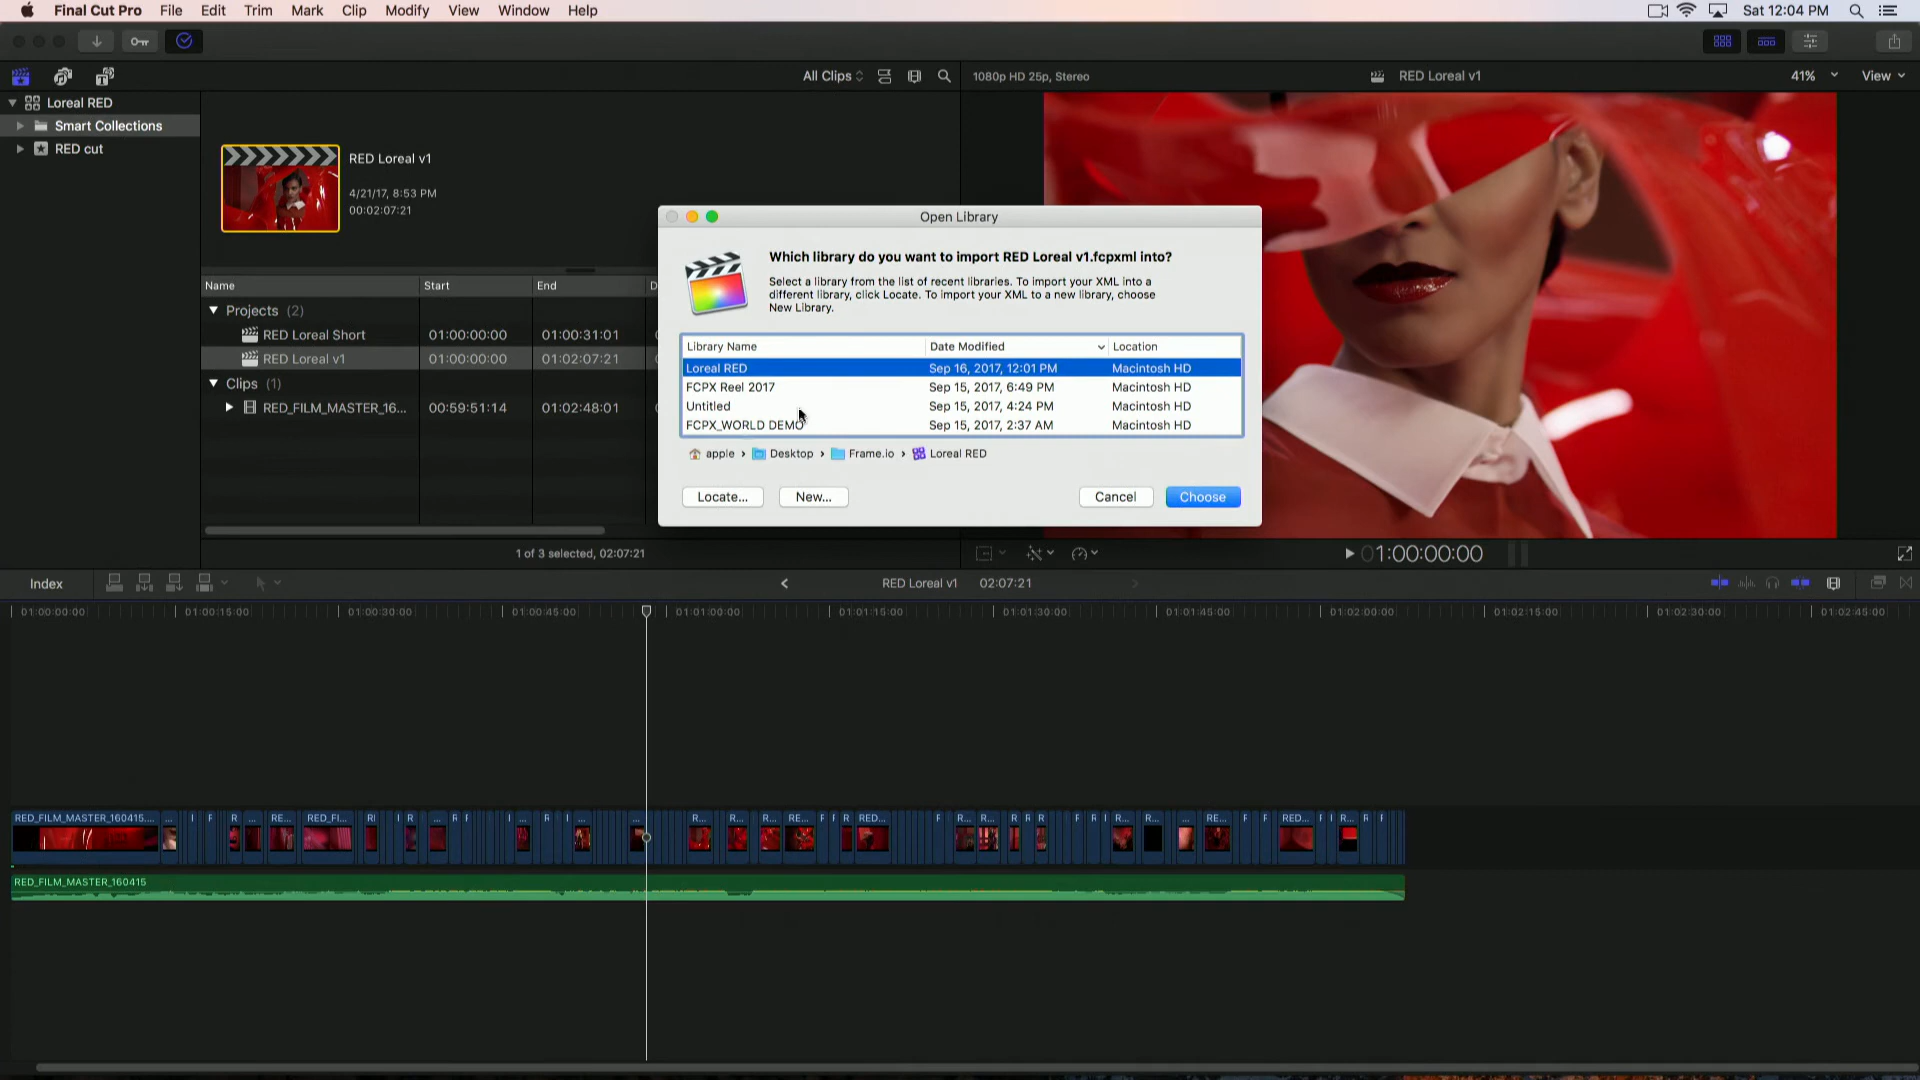 Final Cut Pro File Edit Trim Mark Clip Modify View Window Help Sat 12:04 PM
All Clips 1080p HD 25p, Stereo RED Loreal v1 41% View
Loreal RED
Smart Collections
RED cut
RED Loreal v1
4/21/17, 8:53 PM
00:02:07:21
Name Start End D
Projects (2)
RED Loreal Short 01:00:00:00 01:00:31:01
RED Loreal v1 01:00:00:00 01:02:07:21
Clips (1)
RED_FILM_MASTER_16... 00:59:51:14 01:02:48:01
1 of 3 selected, 02:07:21
Open Library
Which library do you want to import RED Loreal v1.fcpxml into?
Select a library from the list of recent libraries. To import your XML into a
different library, click Locate. To import your XML to a new library, choose
New Library.
Library Name Date Modified Location
Loreal RED Sep 16, 2017, 12:01 PM Macintosh HD
FCPX Reel 2017 Sep 15, 2017, 6:49 PM Macintosh HD
Untitled Sep 15, 2017, 4:24 PM Macintosh HD
FCPX_WORLD DEMO Sep 15, 2017, 2:37 AM Macintosh HD
apple › Desktop › Frame.io › Loreal RED
Locate... New... Cancel Choose
01:00:00:00
Index RED Loreal v1 02:07:21
01:00:00:00 01:00:15:00 01:00:30:00 01:00:45:00 01:01:00:00 01:01:15:00 01:01:30:00 01:01:45:00 01:02:00:00 01:02:15:00 01:02:30:00 01:02:45:00
RED_FILM_MASTER_160415... ... F R ... RE... RED_FI... R ... R F ... R F ... ... R... R... R... RE... F F R RED... F R... R... R R R F R R... R... ... RE... F F RED... F R... R F
RED_FILM_MASTER_160415